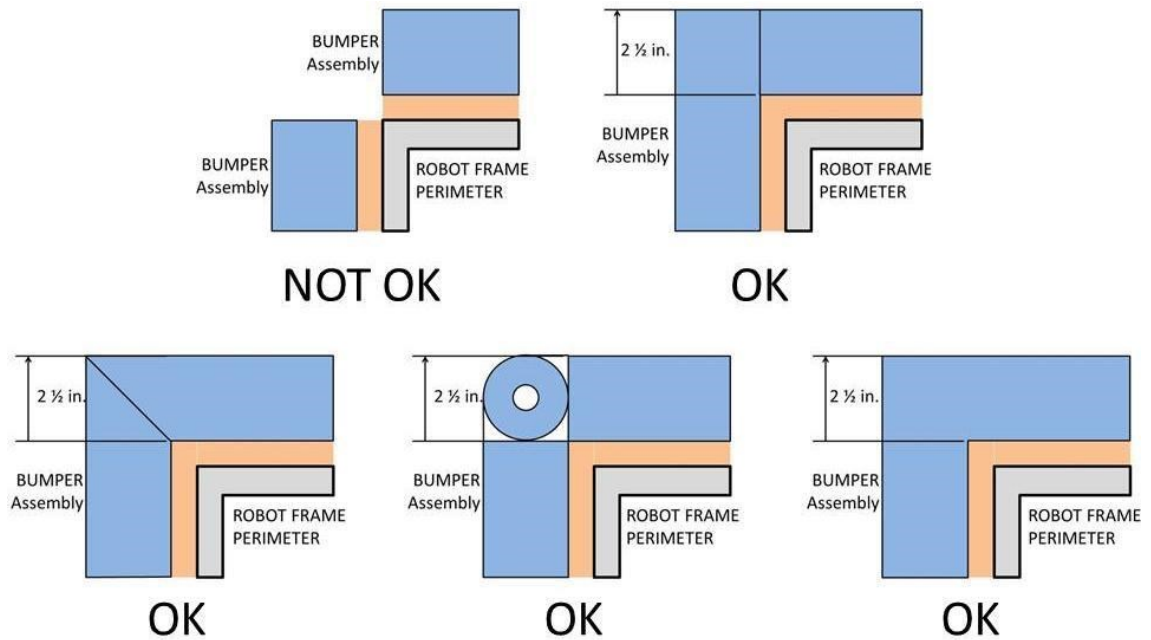 BUMPER
Assembly
BUMPER
Assembly
ROBOT FRAME
PERIMETER
NOT OK
2 ½ in.
BUMPER
Assembly
ROBOT FRAME
PERIMETER
OK
2 ½ in.
BUMPER
Assembly
ROBOT FRAME
PERIMETER
OK
2 ½ in.
BUMPER
Assembly
ROBOT FRAME
PERIMETER
OK
2 ½ in.
BUMPER
Assembly
ROBOT FRAME
PERIMETER
OK